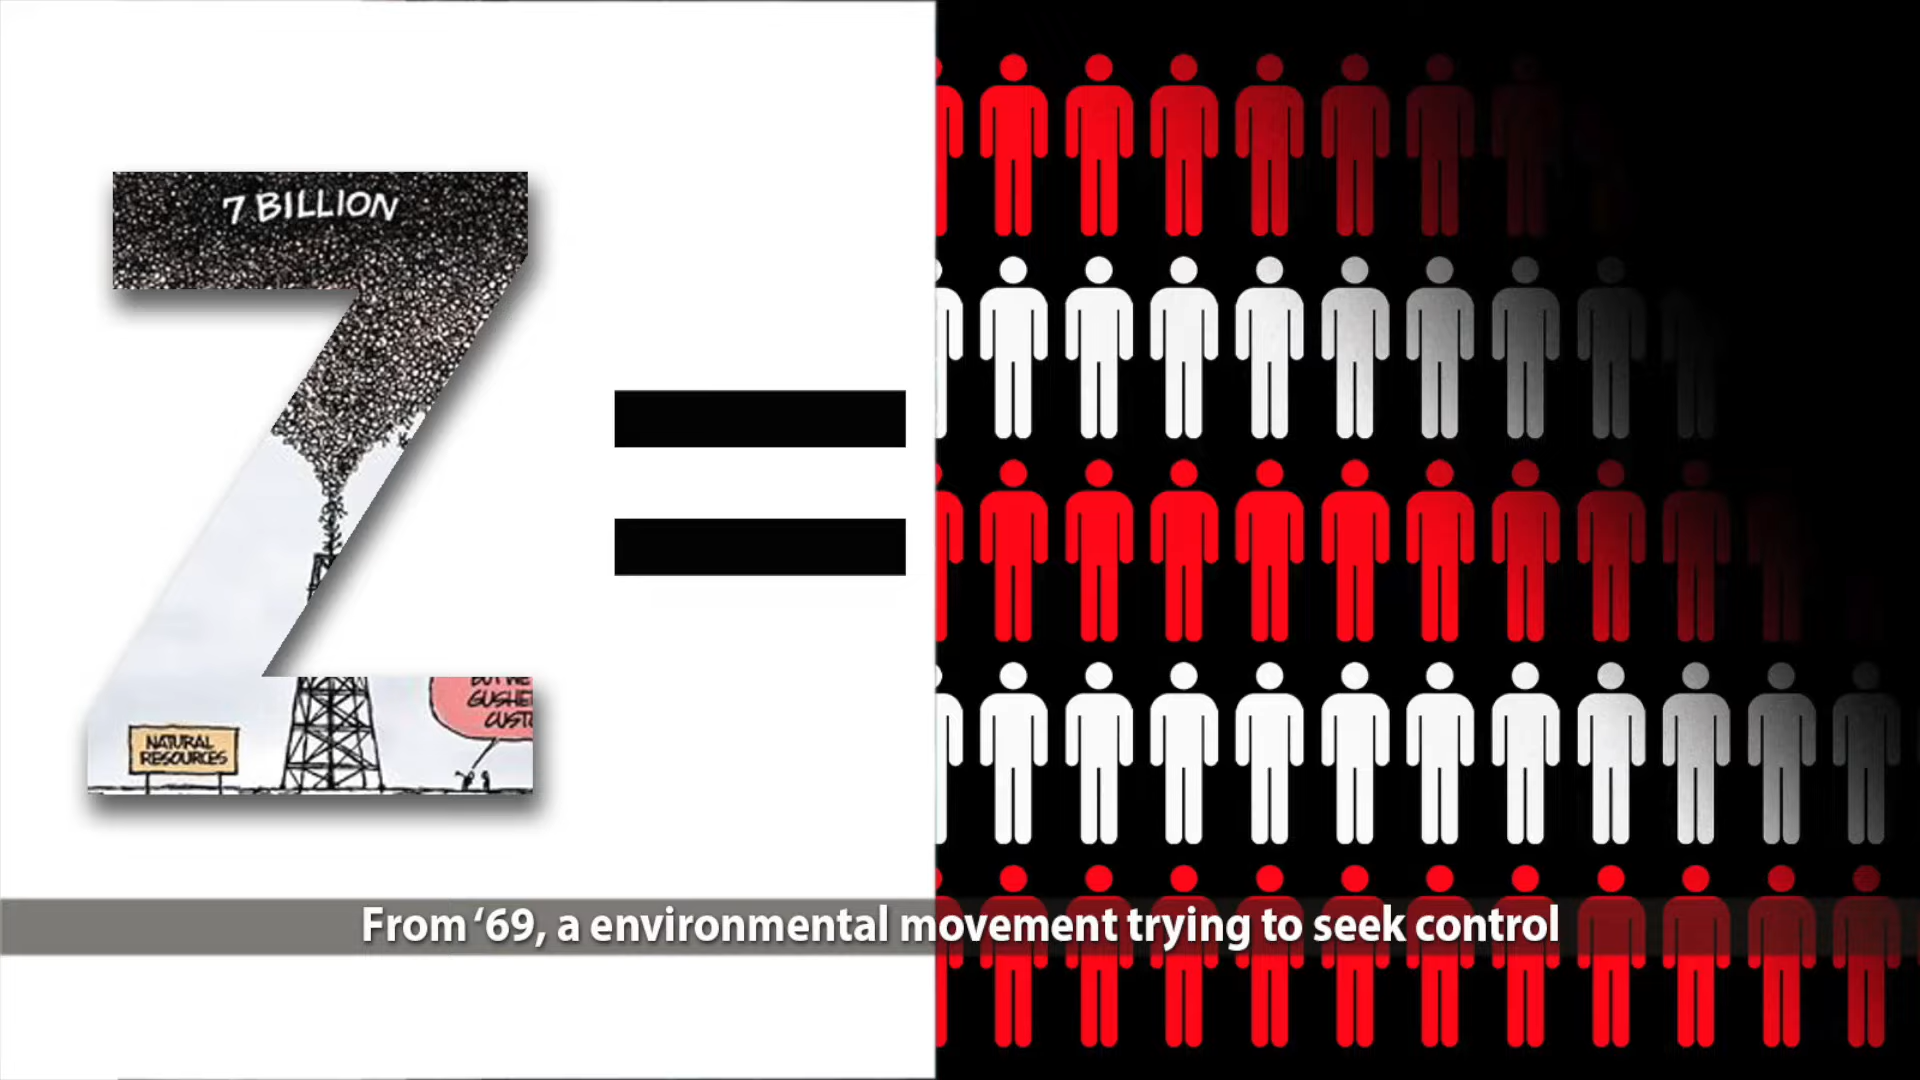 7 BILLION
NATURAL
RESOURCES
From ‘69, a environmental movement trying to seek control